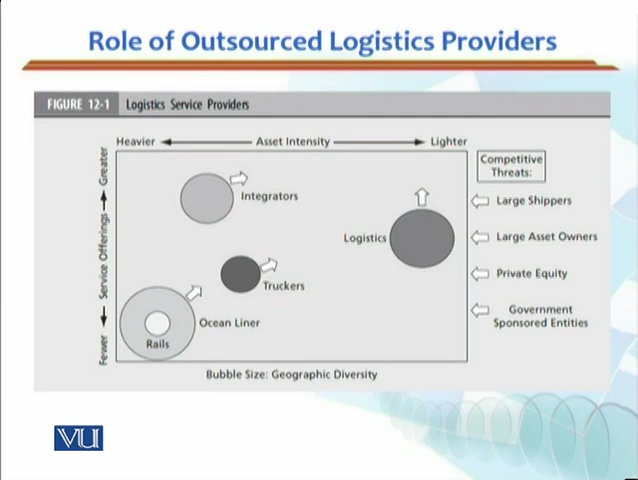 Role of Outsourced Logistics Providers
FIGURE 12-1 Logistics Service Providers
Heavier Asset Intensity Lighter
Fewer Service Offerings Greater
Integrators
Logistics
Truckers
Ocean Liner
Rails
Competitive
Threats:
Large Shippers
Large Asset Owners
Private Equity
Government
Sponsored Entities
Bubble Size: Geographic Diversity
VU